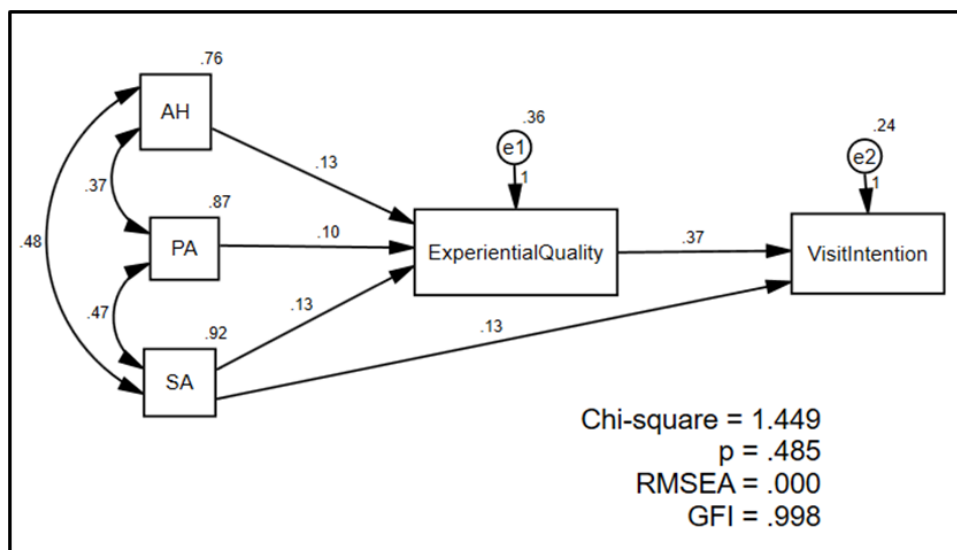 .76
AH
.36
e1
1
.24
e2
1
.13
.37
.87
PA
.10
.48
ExperientialQuality
.37
VisitIntention
.47
.13
.92
SA
.13
Chi-square = 1.449
p = .485
RMSEA = .000
GFI = .998